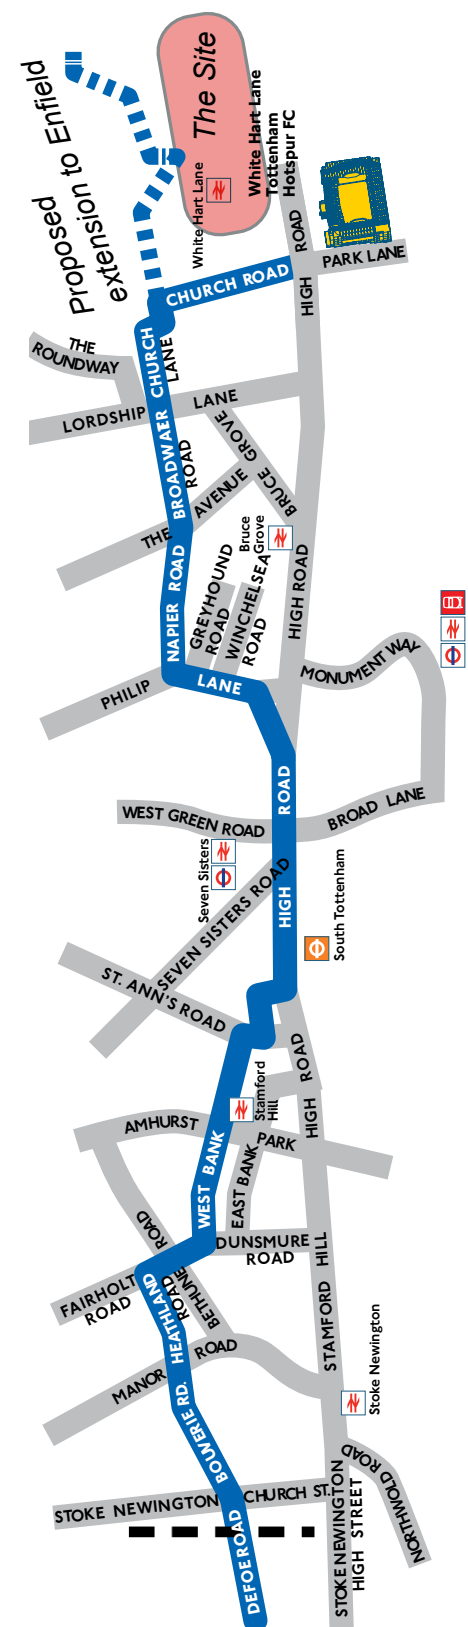 Proposed
extension to Enfield
The Site
White Hart Lane
White Hart Lane
Tottenham
Hotspur FC
HIGH ROAD
PARK LANE
CHURCH ROAD
THE
ROUNDWAY
CHURCH
LANE
LORDSHIP LANE
BRUCE GROVE
BROADWATER
ROAD
THE AVENUE
Bruce
Grove
NAPIER ROAD
GREYHOUND
ROAD
WINCHELSEA
ROAD
HIGH ROAD
MONUMENT WAY
PHILIP LANE
HIGH ROAD
WEST GREEN ROAD
BROAD LANE
Seven Sisters
SEVEN SISTERS ROAD
South Tottenham
ST. ANN'S ROAD
HIGH ROAD
Stamford
Hill
AMHURST PARK
WEST BANK
EAST BANK
DUNSMURE
ROAD
STAMFORD HILL
FAIRHOLT
ROAD
HEATHLAND
ROAD
BETHUNE ROAD
MANOR ROAD
Stoke Newington
BOUVERIE RD.
NORTHWOLD ROAD
STOKE NEWINGTON CHURCH ST.
STOKE NEWINGTON
HIGH STREET
DEFOE ROAD